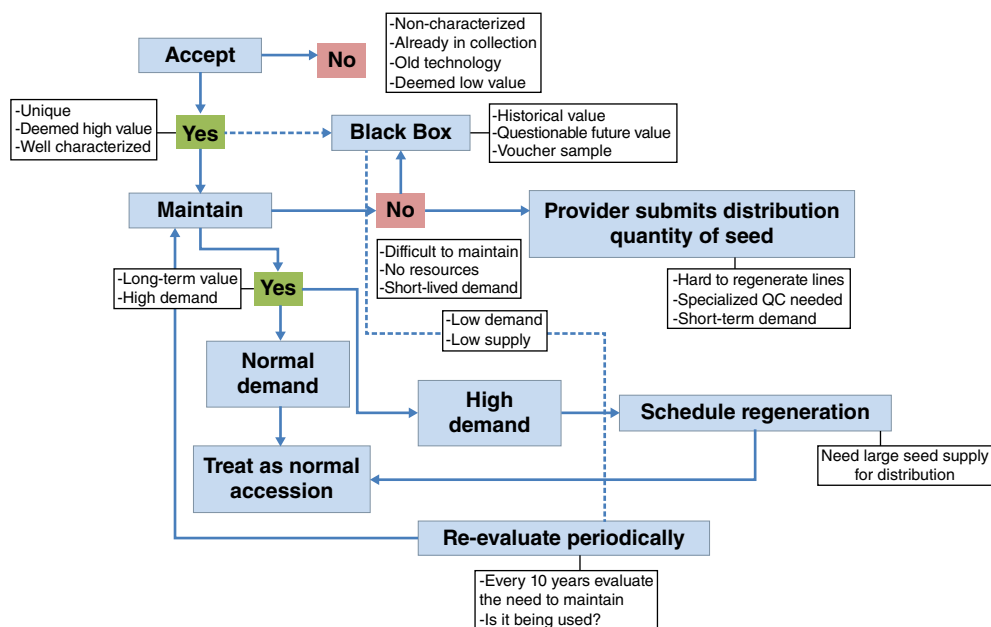 Accept
No
-Non-characterized
-Already in collection
-Old technology
-Deemed low value
-Unique
-Deemed high value
-Well characterized
Yes
Black Box
-Historical value
-Questionable future value
-Voucher sample
Maintain
No
Provider submits distribution
quantity of seed
-Difficult to maintain
-No resources
-Short-lived demand
-Hard to regenerate lines
-Specialized QC needed
-Short-term demand
-Long-term value
-High demand
Yes
-Low demand
-Low supply
Normal
demand
High
demand
Schedule regeneration
Need large seed supply
for distribution
Treat as normal
accession
Re-evaluate periodically
-Every 10 years evaluate
the need to maintain
-Is it being used?